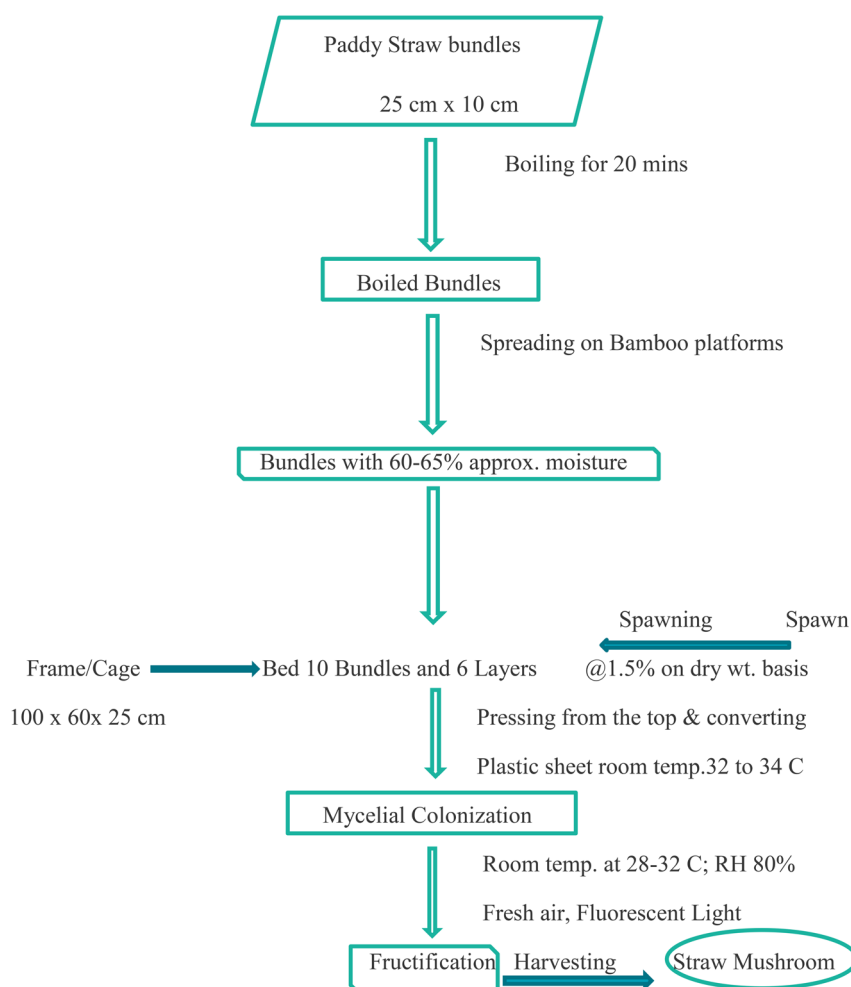 Paddy Straw bundles
25 cm x 10 cm
Boiling for 20 mins
Boiled Bundles
Spreading on Bamboo platforms
Bundles with 60-65% approx. moisture
Spawning Spawn
Frame/Cage Bed 10 Bundles and 6 Layers @1.5% on dry wt. basis
100 x 60x 25 cm Pressing from the top & converting
Plastic sheet room temp.32 to 34 C
Mycelial Colonization
Room temp. at 28-32 C; RH 80%
Fresh air, Fluorescent Light
Fructification Harvesting Straw Mushroom